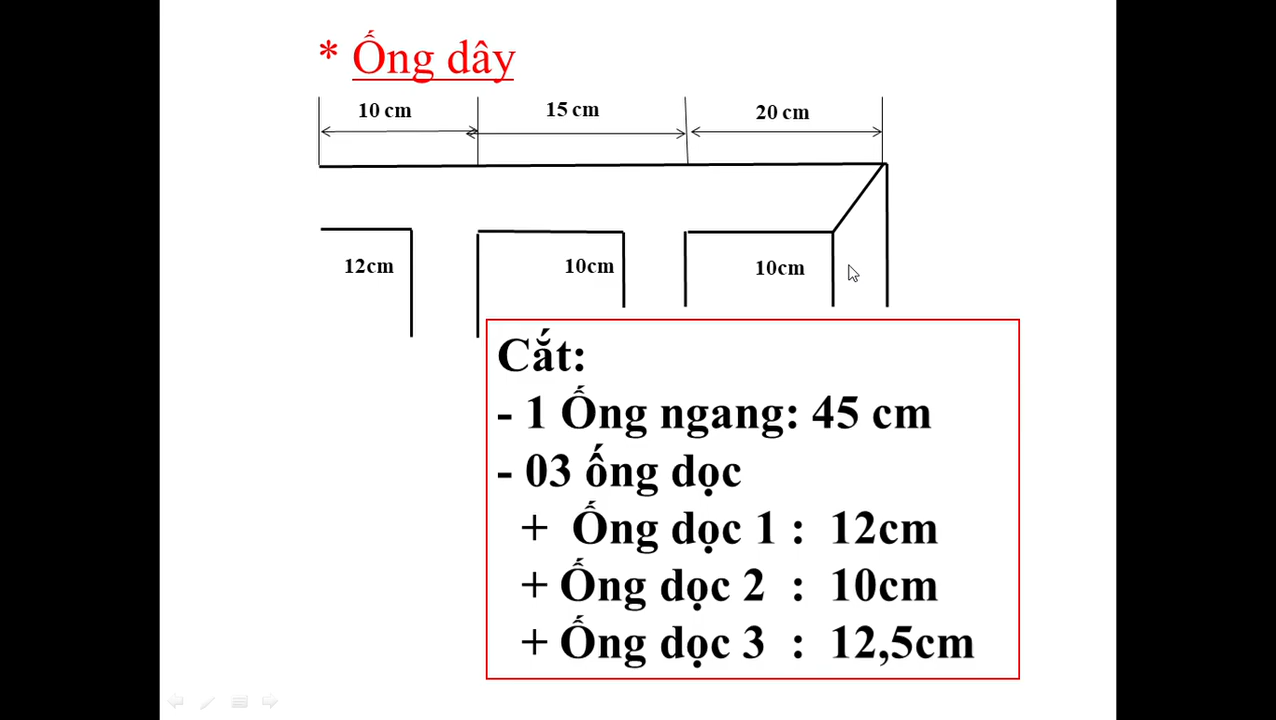 * Ống dây
10 cm
15 cm
20 cm
12cm
10cm
10cm
Cắt:
- 1 Ống ngang: 45 cm
- 03 ống dọc
+ Ống dọc 1 : 12cm
+ Ống dọc 2 : 10cm
+ Ống dọc 3 : 12,5cm